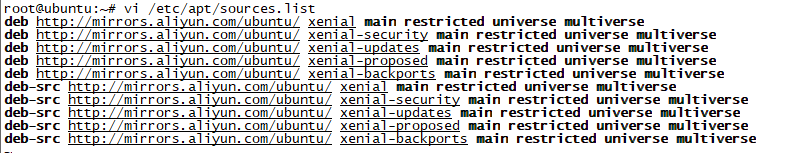 root@ubuntu:~# vi /etc/apt/sources.list
deb http://mirrors.aliyun.com/ubuntu/ xenial main restricted universe multiverse
deb http://mirrors.aliyun.com/ubuntu/ xenial-security main restricted universe multiverse
deb http://mirrors.aliyun.com/ubuntu/ xenial-updates main restricted universe multiverse
deb http://mirrors.aliyun.com/ubuntu/ xenial-proposed main restricted universe multiverse
deb http://mirrors.aliyun.com/ubuntu/ xenial-backports main restricted universe multiverse
deb-src http://mirrors.aliyun.com/ubuntu/ xenial main restricted universe multiverse
deb-src http://mirrors.aliyun.com/ubuntu/ xenial-security main restricted universe multiverse
deb-src http://mirrors.aliyun.com/ubuntu/ xenial-updates main restricted universe multiverse
deb-src http://mirrors.aliyun.com/ubuntu/ xenial-proposed main restricted universe multiverse
deb-src http://mirrors.aliyun.com/ubuntu/ xenial-backports main restricted universe multiverse